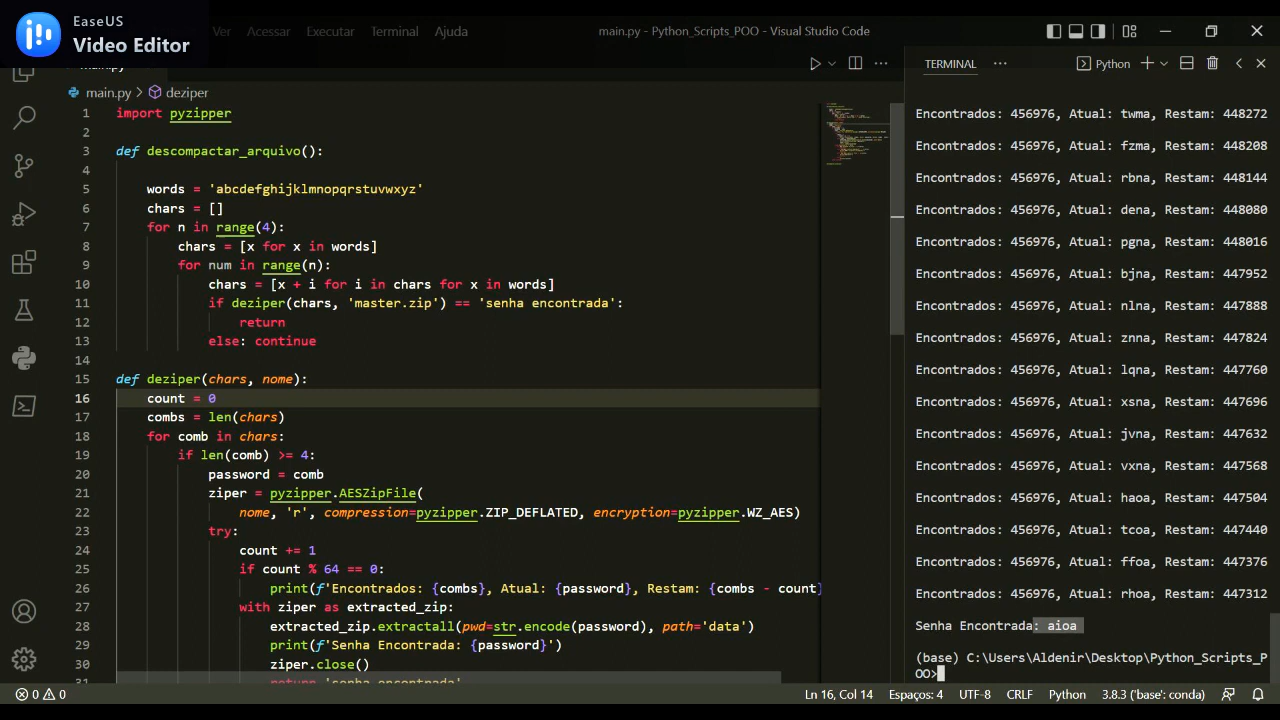 EaseUS
Video Editor
Ver Acessar Executar Terminal Ajuda
main.py - Python_Scripts_POO - Visual Studio Code
main.py
main.py > deziper
1 import pyzipper
2
3 def descompactar_arquivo():
4
5 words = 'abcdefghijklmnopqrstuvwxyz'
6 chars = []
7 for n in range(4):
8 chars = [x for x in words]
9 for num in range(n):
10 chars = [x + i for i in chars for x in words]
11 if deziper(chars, 'master.zip') == 'senha encontrada':
12 return
13 else: continue
14
15 def deziper(chars, nome):
16 count = 0
17 combs = len(chars)
18 for comb in chars:
19 if len(comb) >= 4:
20 password = comb
21 ziper = pyzipper.AESZipFile(
22 nome, 'r', compression=pyzipper.ZIP_DEFLATED, encryption=pyzipper.WZ_AES)
23 try:
24 count += 1
25 if count % 64 == 0:
26 print(f'Encontrados: {combs}, Atual: {password}, Restam: {combs - count}
27 with ziper as extracted_zip:
28 extracted_zip.extractall(pwd=str.encode(password), path='data')
29 print(f'Senha Encontrada: {password}')
30 ziper.close()
31 return 'senha encontrada'
TERMINAL
Python
Encontrados: 456976, Atual: twma, Restam: 448272
Encontrados: 456976, Atual: fzma, Restam: 448208
Encontrados: 456976, Atual: rbna, Restam: 448144
Encontrados: 456976, Atual: dena, Restam: 448080
Encontrados: 456976, Atual: pgna, Restam: 448016
Encontrados: 456976, Atual: bjna, Restam: 447952
Encontrados: 456976, Atual: nlna, Restam: 447888
Encontrados: 456976, Atual: znna, Restam: 447824
Encontrados: 456976, Atual: lqna, Restam: 447760
Encontrados: 456976, Atual: xsna, Restam: 447696
Encontrados: 456976, Atual: jvna, Restam: 447632
Encontrados: 456976, Atual: vxna, Restam: 447568
Encontrados: 456976, Atual: haoa, Restam: 447504
Encontrados: 456976, Atual: tcoa, Restam: 447440
Encontrados: 456976, Atual: ffoa, Restam: 447376
Encontrados: 456976, Atual: rhoa, Restam: 447312
Senha Encontrada: aioa
(base) C:\Users\Aldenir\Desktop\Python_Scripts_P
OO>
0 0
Ln 16, Col 14 Espaços: 4 UTF-8 CRLF Python 3.8.3 ('base': conda)